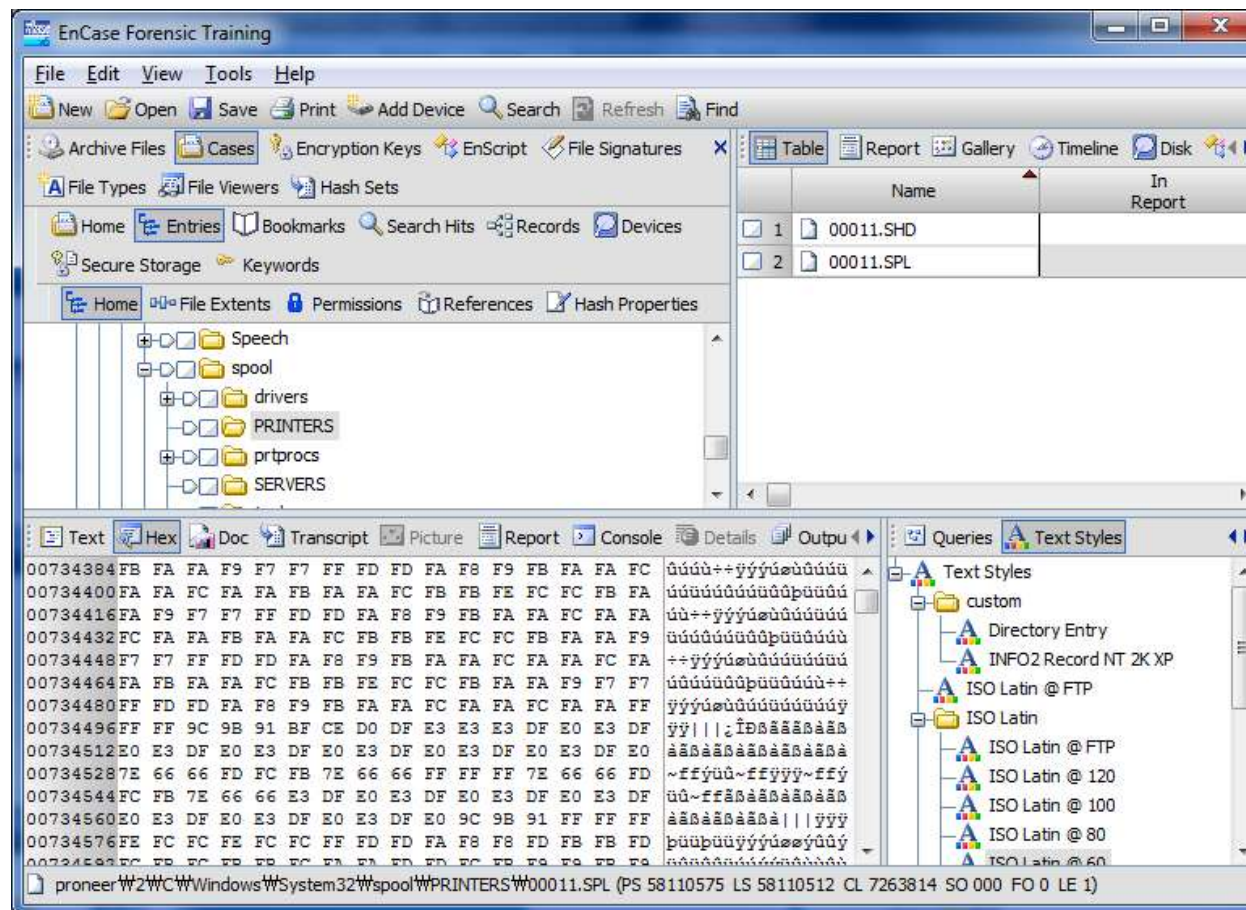 EnCase Forensic Training
File Edit View Tools Help
New Open Save Print Add Device Search Refresh Find
Archive Files Cases Encryption Keys EnScript File Signatures
File Types File Viewers Hash Sets
Home Entries Bookmarks Search Hits Records Devices
Secure Storage Keywords
Home File Extents Permissions References Hash Properties
Speech
spool
drivers
PRINTERS
prtprocs
SERVERS
Table Report Gallery Timeline Disk
Name In Report
1 00011.SHD
2 00011.SPL
Text Hex Doc Transcript Picture Report Console Details Outpu
00734384 FB FA FA F9 F7 F7 FF FD FD FA F8 F9 FB FA FA FC
00734400 FA FA FC FA FA FB FA FA FC FB FB FE FC FC FB FA
00734416 FA F9 F7 F7 FF FD FD FA F8 F9 FB FA FA FC FA FA
00734432 FC FA FA FB FA FA FC FB FB FE FC FC FB FA FA F9
00734448 F7 F7 FF FD FD FA F8 F9 FB FA FA FC FA FA FC FA
00734464 FA FB FA FA FC FB FB FE FC FC FB FA FA F9 F7 F7
00734480 FF FD FD FA F8 F9 FB FA FA FC FA FA FC FA FA FF
00734496 FF FF 9C 9B 91 BF CE D0 DF E3 E3 E3 DF E0 E3 DF
00734512 E0 E3 DF E0 E3 DF E0 E3 DF E0 E3 DF E0 E3 DF E0
00734528 7E 66 66 FD FC FB 7E 66 66 FF FF FF 7E 66 66 FD
00734544 FC FB 7E 66 66 E3 DF E0 E3 DF E0 E3 DF E0 E3 DF
00734560 E0 E3 DF E0 E3 DF E0 E3 DF E0 9C 9B 91 FF FF FF
00734576 FE FC FC FE FC FC FF FD FD FA F8 F8 FD FB FB FD
Queries Text Styles
Text Styles
custom
Directory Entry
INFO2 Record NT 2K XP
ISO Latin @ FTP
ISO Latin
ISO Latin @ FTP
ISO Latin @ 120
ISO Latin @ 100
ISO Latin @ 80
ISO Latin @ 60
proneer₩2₩C₩Windows₩System32₩spool₩PRINTERS₩00011.SPL (PS 58110575 LS 58110512 CL 7263814 SO 000 FO 0 LE 1)